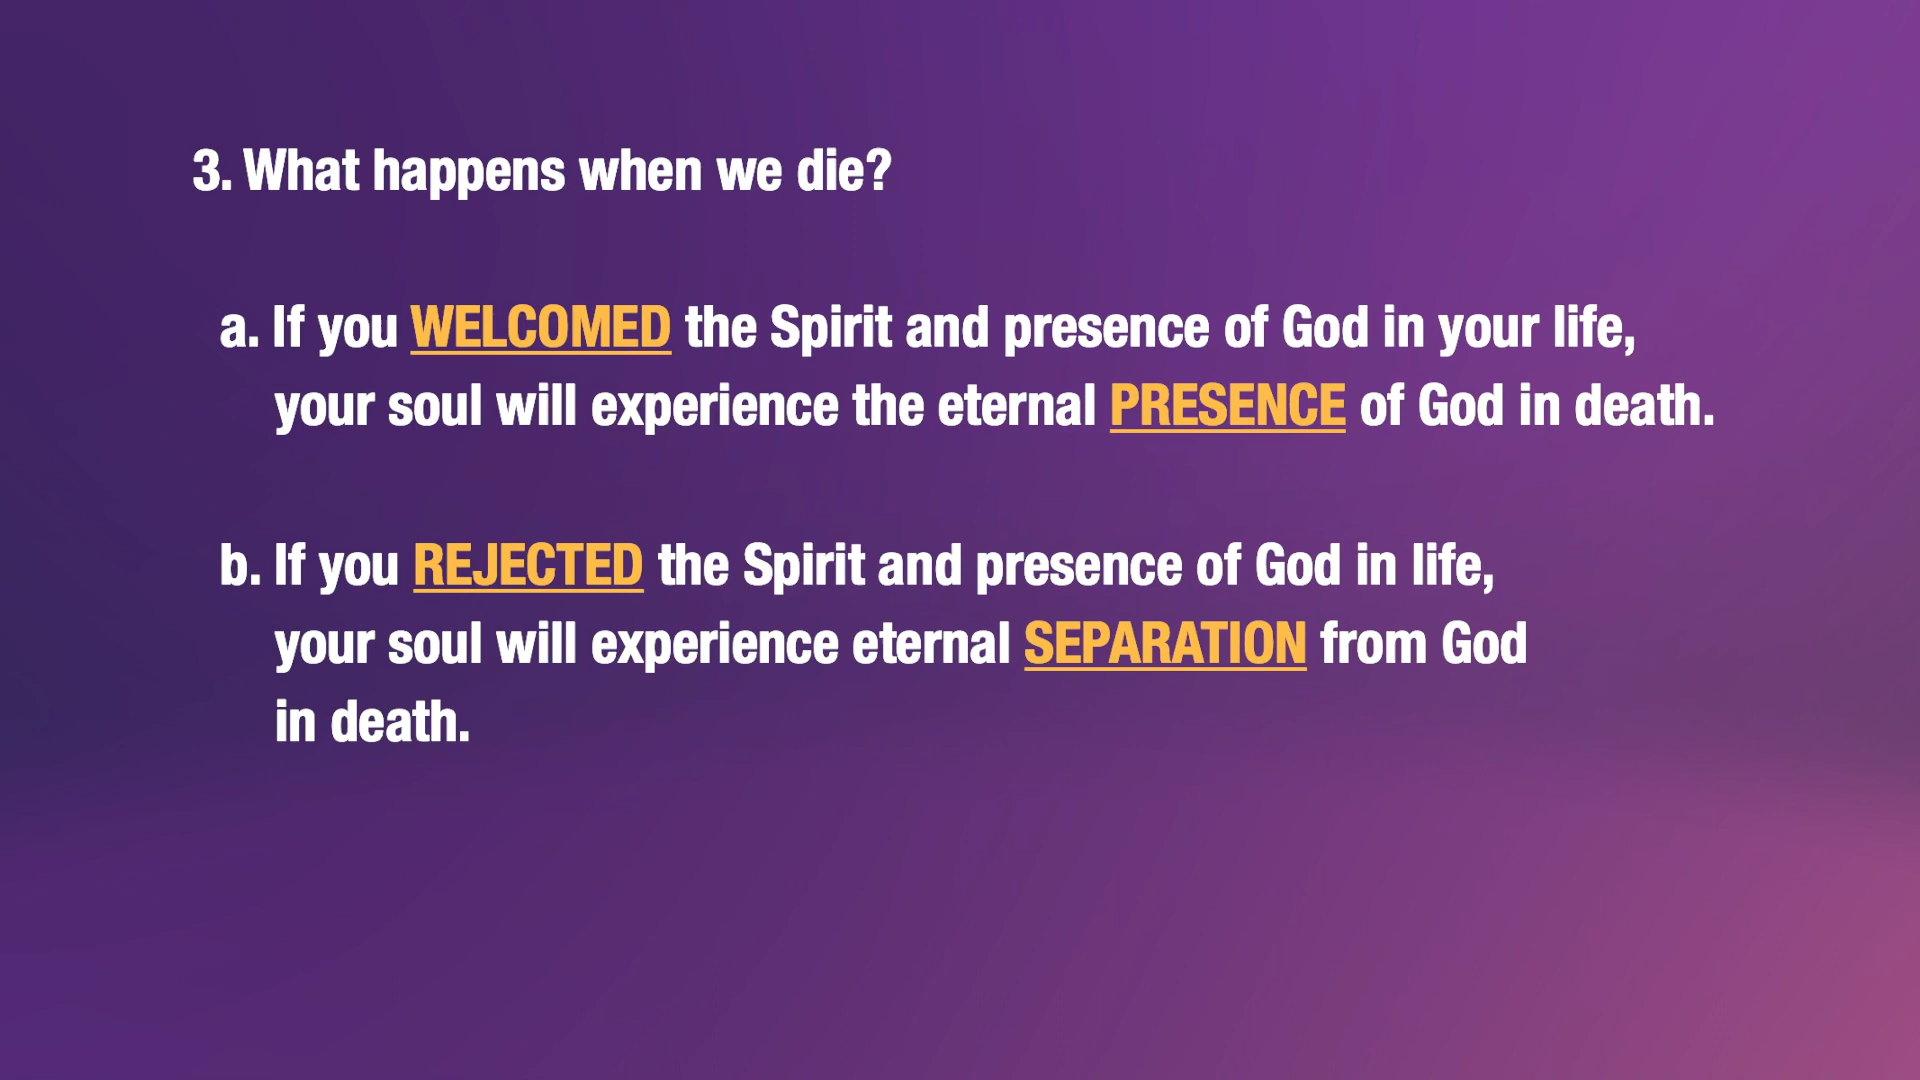 3. What happens when we die?
a. If you WELCOMED the Spirit and presence of God in your life,
your soul will experience the eternal PRESENCE of God in death.
b. If you REJECTED the Spirit and presence of God in life,
your soul will experience eternal SEPARATION from God
in death.